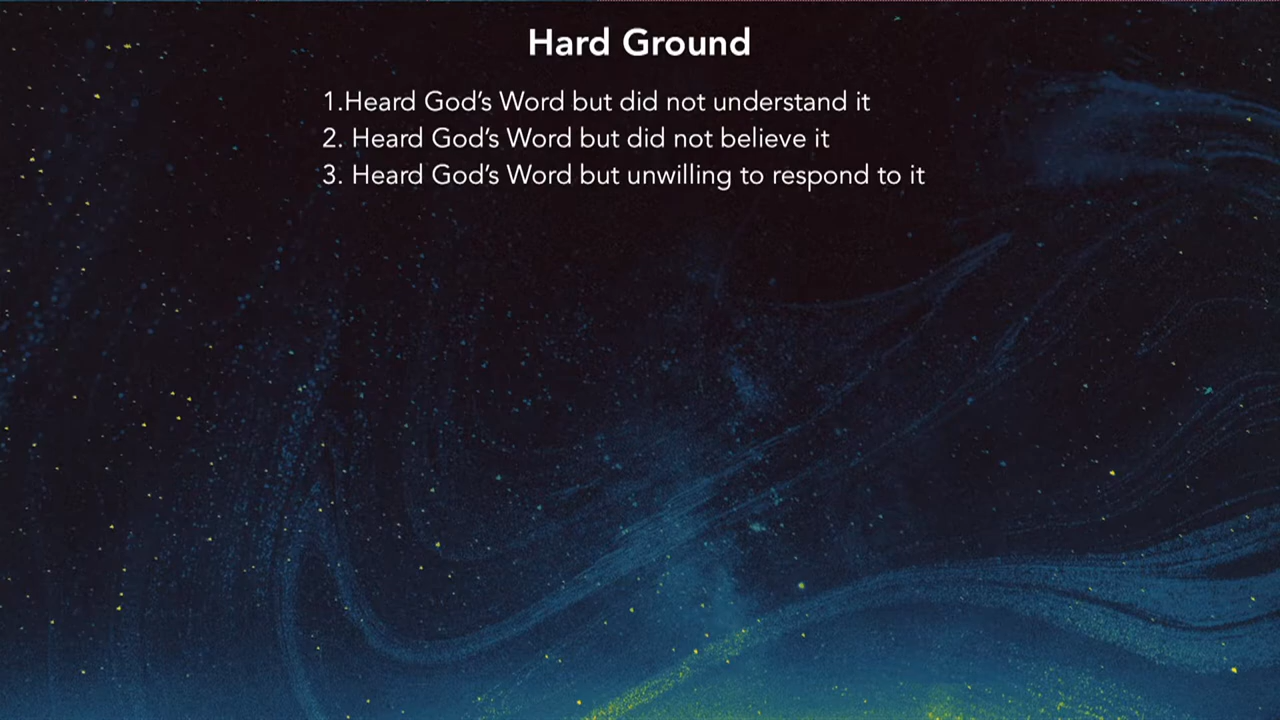 Hard Ground
1.Heard God’s Word but did not understand it
2. Heard God’s Word but did not believe it
3. Heard God’s Word but unwilling to respond to it